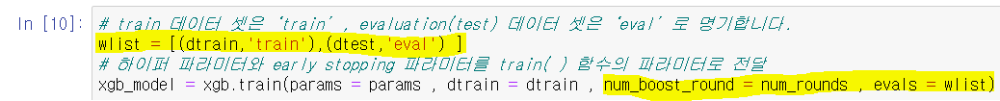 In [10]: # train 데이터 셋은 'train' , evaluation(test) 데이터 셋은 'eval' 로 명기합니다.
wlist = [(dtrain,'train'),(dtest,'eval') ]
# 하이퍼 파라미터와 early stopping 파라미터를 train( ) 함수의 파라미터로 전달
xgb_model = xgb.train(params = params , dtrain = dtrain , num_boost_round = num_rounds , evals = wlist)